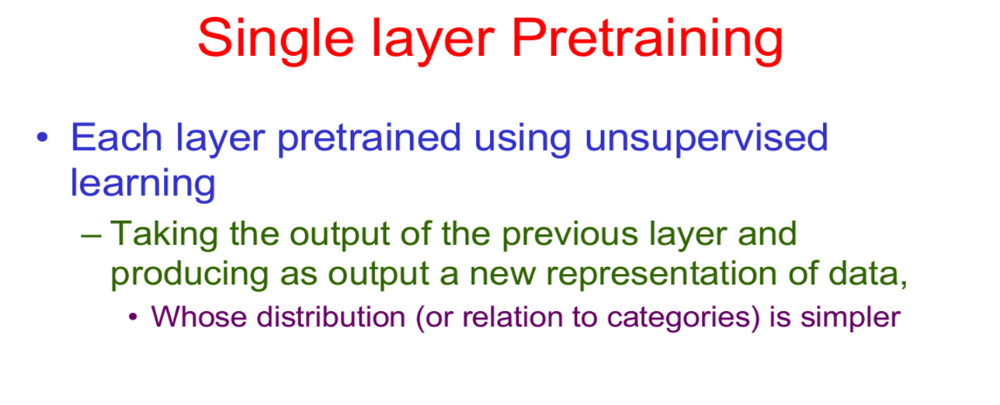 Single layer Pretraining
• Each layer pretrained using unsupervised
learning
– Taking the output of the previous layer and
producing as output a new representation of data,
• Whose distribution (or relation to categories) is simpler